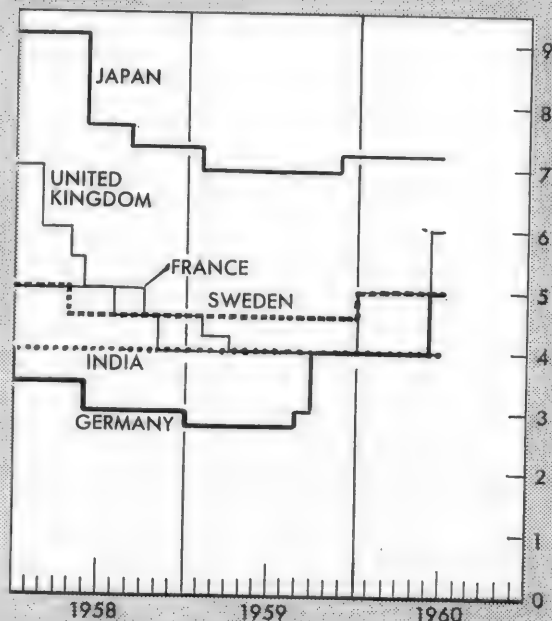 JAPAN
UNITED
KINGDOM
FRANCE
SWEDEN
INDIA
GERMANY
9
8
7
6
5
4
3
2
1
0
1958
1959
1960